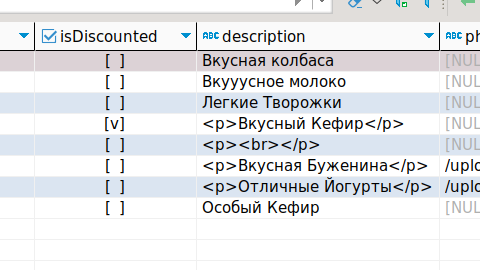 isDiscounted ABC description ABC ph
[ ] Вкусная колбаса [NUL
[ ] Вкууусное молоко [NUL
[ ] Легкие Творожки [NUL
[v] <p>Вкусный Кефир</p> [NUL
[ ] <p><br></p> [NUL
[ ] <p>Вкусная Буженина</p> /uplo
[ ] <p>Отличные Йогурты</p> /uplo
[ ] Особый Кефир [NUL